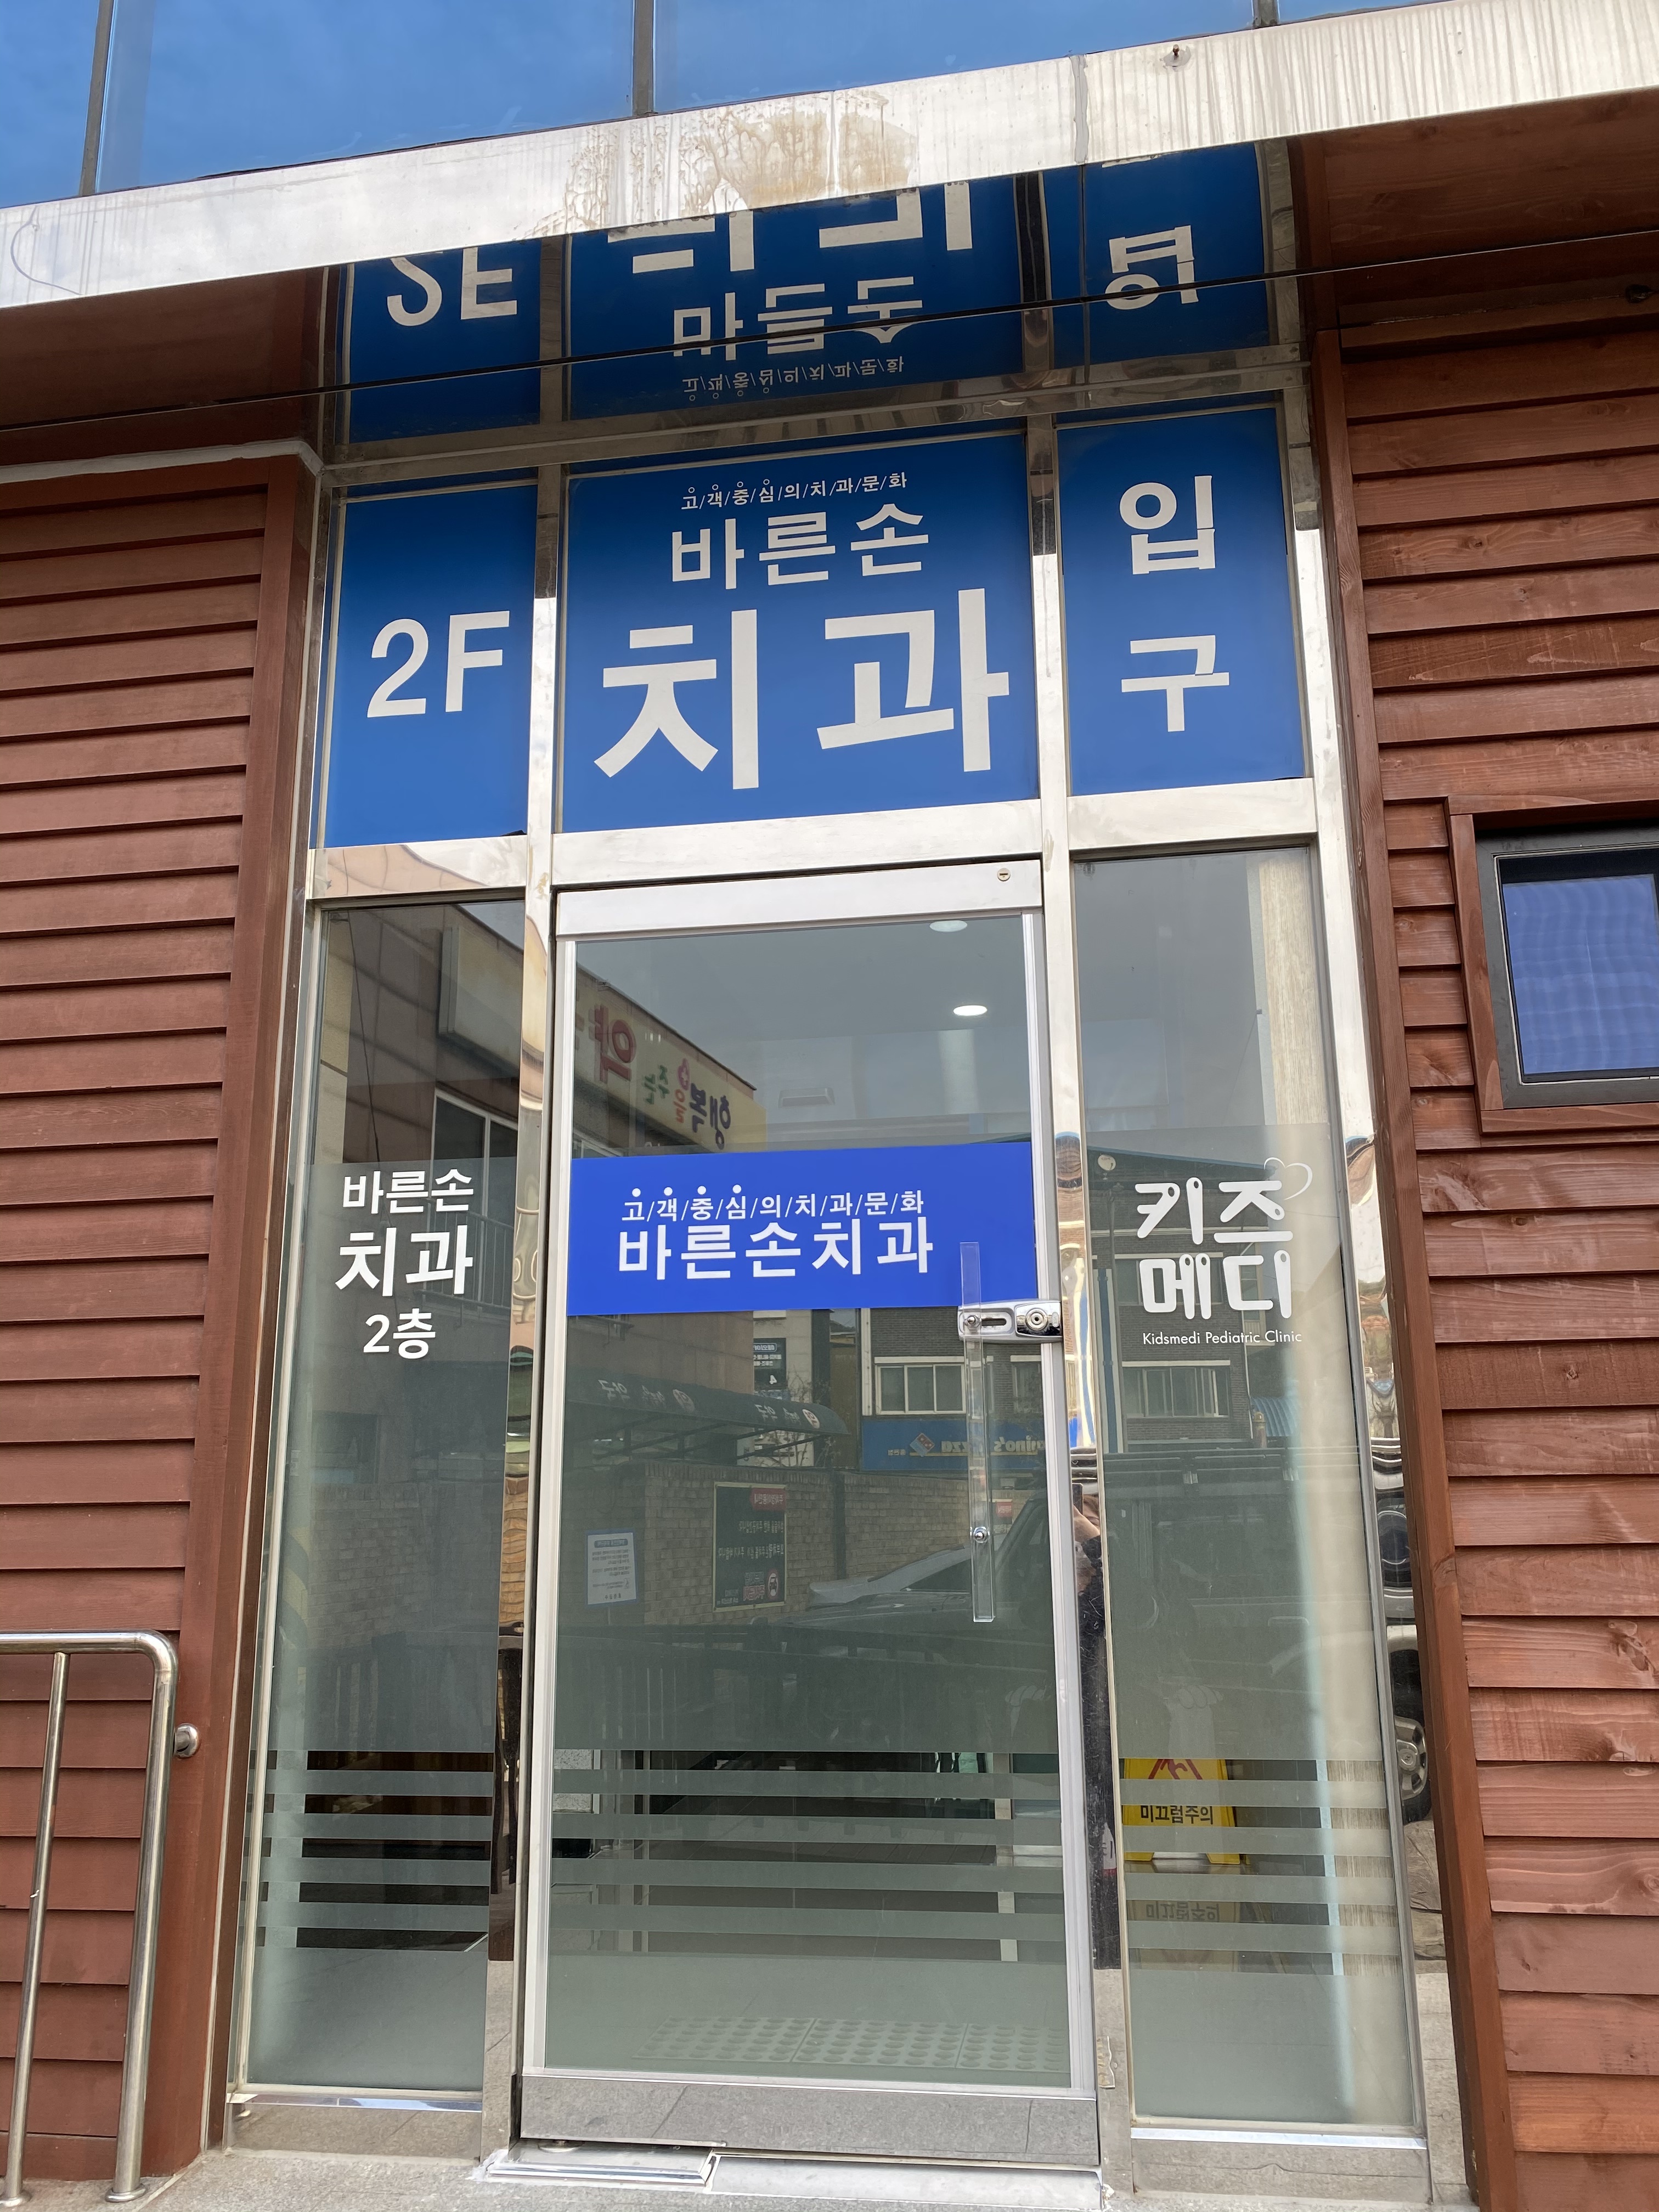 2F
고/객/중/심/의/치/과/문/화
바른손
치과
입
구
바른손
치과
2층
고/객/중/심/의/치/과/문/화
바른손치과
키즈
메디
Kidsmedi Pediatric Clinic
미끄럼주의